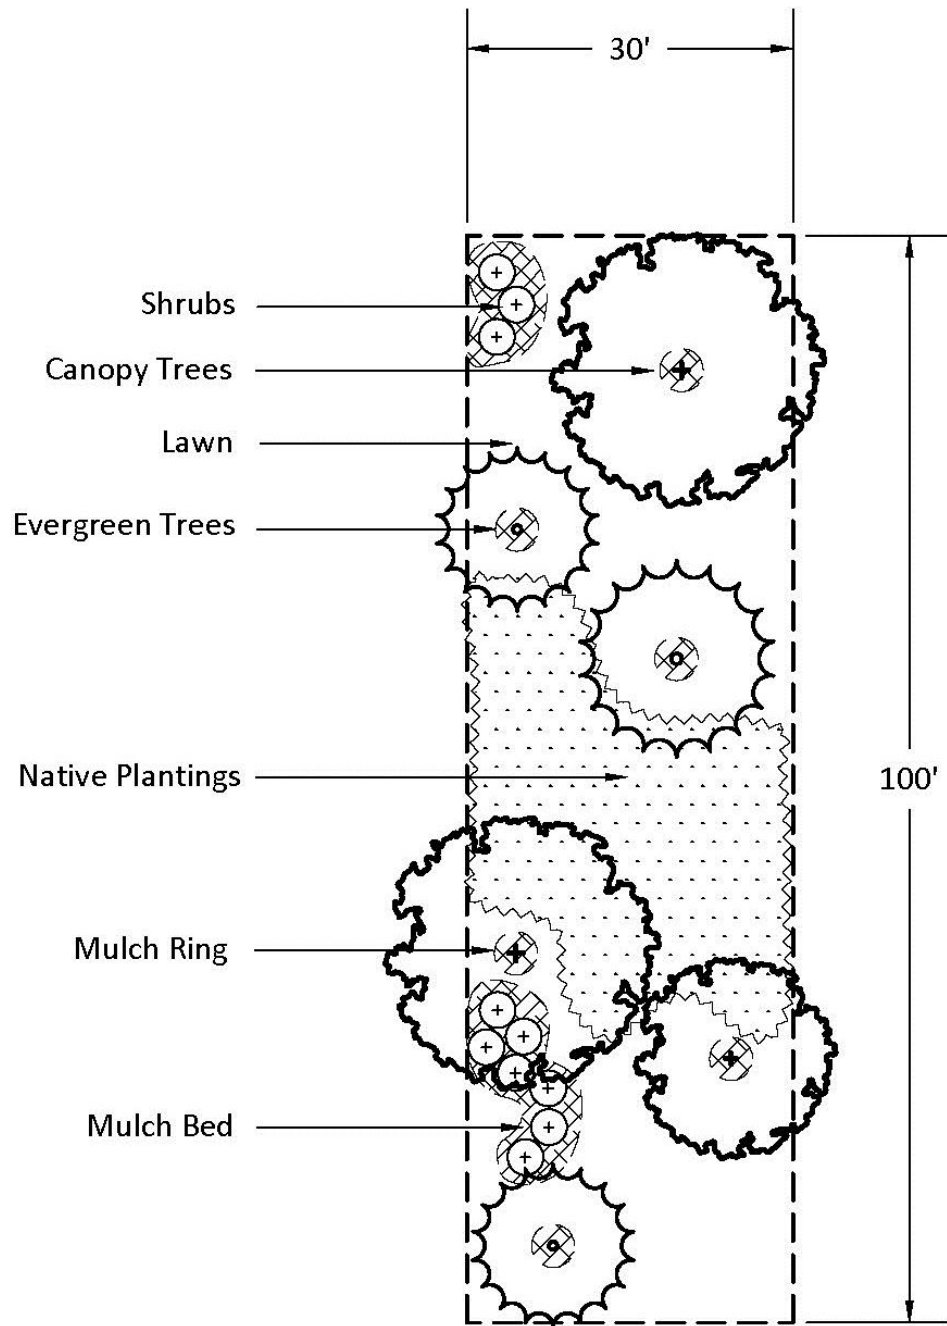 30'
Shrubs
Canopy Trees
Lawn
Evergreen Trees
Native Plantings
100'
Mulch Ring
Mulch Bed